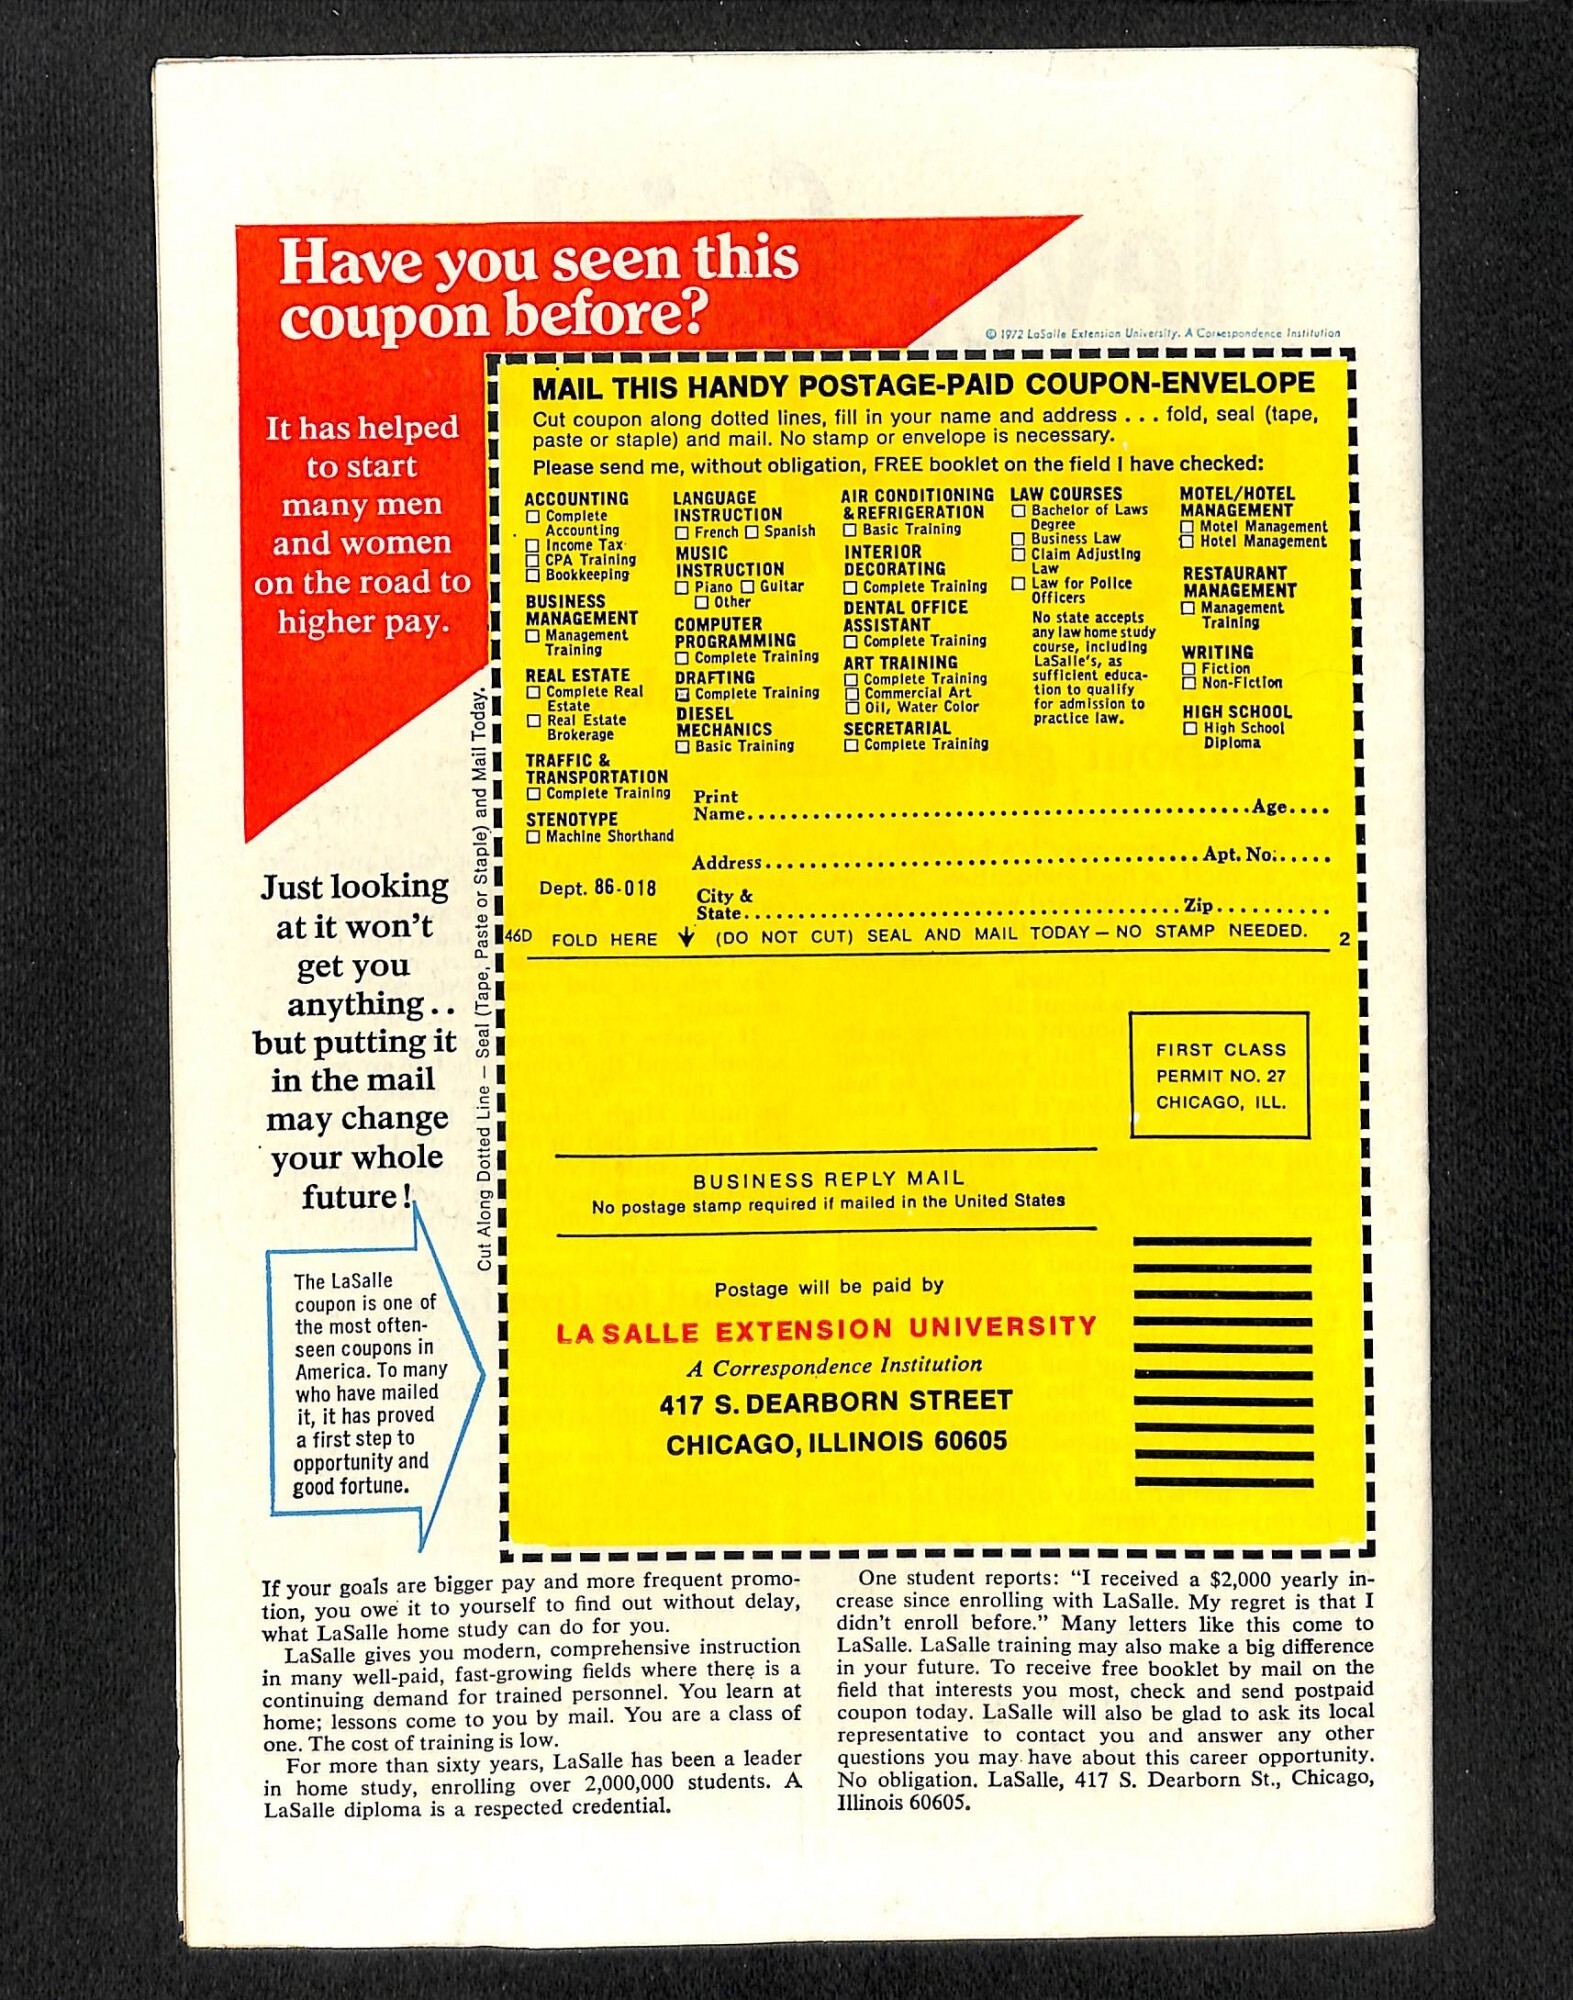 Have you seen this
coupon before?
© 1972 LaSalle Extension University. A Correspondence Institution
It has helped
to start
many men
and women
on the road to
higher pay.
Just looking
at it won't
get you
anything..
but putting it
in the mail
may change
your whole
future!
The LaSalle
coupon is one of
the most often-
seen coupons in
America. To many
who have mailed
it, it has proved
a first step to
opportunity and
good fortune.
Cut Along Dotted Line — Seal (Tape, Paste or Staple) and Mail Today.
MAIL THIS HANDY POSTAGE-PAID COUPON-ENVELOPE
Cut coupon along dotted lines, fill in your name and address . . . fold, seal (tape,
paste or staple) and mail. No stamp or envelope is necessary.
Please send me, without obligation, FREE booklet on the field I have checked:
ACCOUNTING
☐ Complete
Accounting
☐ Income Tax
☐ CPA Training
☐ Bookkeeping
BUSINESS
MANAGEMENT
☐ Management
Training
REAL ESTATE
☐ Complete Real
Estate
☐ Real Estate
Brokerage
TRAFFIC &
TRANSPORTATION
☐ Complete Training
STENOTYPE
☐ Machine Shorthand
LANGUAGE
INSTRUCTION
☐ French ☐ Spanish
MUSIC
INSTRUCTION
☐ Piano ☐ Guitar
☐ Other
COMPUTER
PROGRAMMING
☐ Complete Training
DRAFTING
☐ Complete Training
DIESEL
MECHANICS
☐ Basic Training
AIR CONDITIONING
& REFRIGERATION
☐ Basic Training
INTERIOR
DECORATING
☐ Complete Training
DENTAL OFFICE
ASSISTANT
☐ Complete Training
ART TRAINING
☐ Complete Training
☐ Commercial Art
☐ Oil, Water Color
SECRETARIAL
☐ Complete Training
LAW COURSES
☐ Bachelor of Laws
Degree
☐ Business Law
☐ Claim Adjusting
Law
☐ Law for Police
Officers
No state accepts
any law home study
course, including
LaSalle's, as
sufficient educa-
tion to qualify
for admission to
practice law.
MOTEL/HOTEL
MANAGEMENT
☐ Motel Management
☐ Hotel Management
RESTAURANT
MANAGEMENT
☐ Management
Training
WRITING
☐ Fiction
☐ Non-Fiction
HIGH SCHOOL
☐ High School
Diploma
Print
Name.....Age....
Address.....Apt. No:.....
Dept. 86-018
City &
State.....Zip..........
46D FOLD HERE ↓ (DO NOT CUT) SEAL AND MAIL TODAY — NO STAMP NEEDED. 2
FIRST CLASS
PERMIT NO. 27
CHICAGO, ILL.
BUSINESS REPLY MAIL
No postage stamp required if mailed in the United States
Postage will be paid by
LA SALLE EXTENSION UNIVERSITY
A Correspondence Institution
417 S. DEARBORN STREET
CHICAGO, ILLINOIS 60605
If your goals are bigger pay and more frequent promo-
tion, you owe it to yourself to find out without delay,
what LaSalle home study can do for you.
LaSalle gives you modern, comprehensive instruction
in many well-paid, fast-growing fields where there is a
continuing demand for trained personnel. You learn at
home; lessons come to you by mail. You are a class of
one. The cost of training is low.
For more than sixty years, LaSalle has been a leader
in home study, enrolling over 2,000,000 students. A
LaSalle diploma is a respected credential.
One student reports: "I received a $2,000 yearly in-
crease since enrolling with LaSalle. My regret is that I
didn't enroll before." Many letters like this come to
LaSalle. LaSalle training may also make a big difference
in your future. To receive free booklet by mail on the
field that interests you most, check and send postpaid
coupon today. LaSalle will also be glad to ask its local
representative to contact you and answer any other
questions you may have about this career opportunity.
No obligation. LaSalle, 417 S. Dearborn St., Chicago,
Illinois 60605.